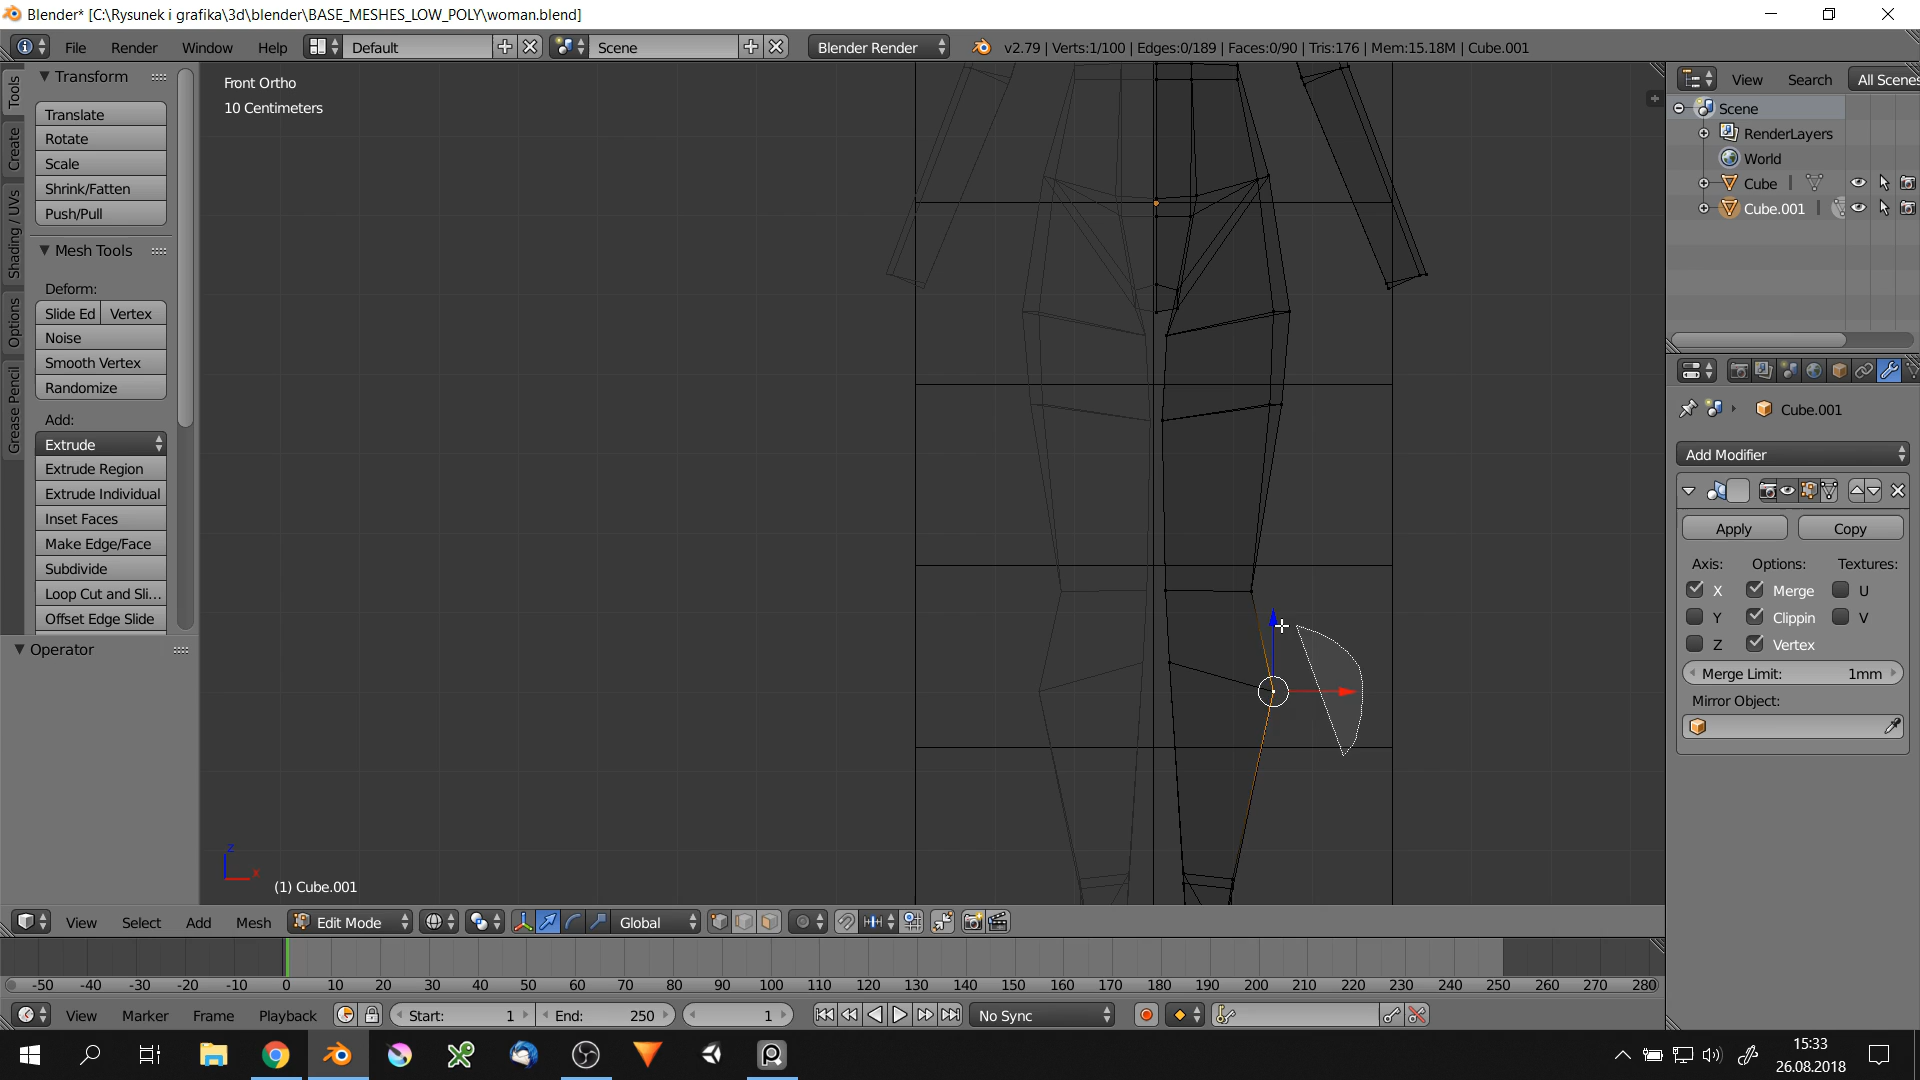 Blender* [C:\Rysunek i grafika\3d\blender\BASE_MESHES_LOW_POLY\woman.blend]
File Render Window Help Default Scene Blender Render v2.79 | Verts:1/100 | Edges:0/189 | Faces:0/90 | Tris:176 | Mem:15.18M | Cube.001
Tools
Create
Shading / UVs
Options
Grease Pencil
Transform
Translate
Rotate
Scale
Shrink/Fatten
Push/Pull
Mesh Tools
Deform:
Slide Ed Vertex
Noise
Smooth Vertex
Randomize
Add:
Extrude
Extrude Region
Extrude Individual
Inset Faces
Make Edge/Face
Subdivide
Loop Cut and Sli...
Offset Edge Slide
Operator
Front Ortho
10 Centimeters
z
x
(1) Cube.001
View Search All Scenes
Scene
RenderLayers
World
Cube
Cube.001
Cube.001
Add Modifier
Apply Copy
Axis: Options: Textures:
X Merge U
Y Clippin V
Z Vertex
Merge Limit: 1mm
Mirror Object:
View Select Add Mesh Edit Mode Global
-50 -40 -30 -20 -10 0 10 20 30 40 50 60 70 80 90 100 110 120 130 140 150 160 170 180 190 200 210 220 230 240 250 260 270 280
View Marker Frame Playback Start: 1 End: 250 1 No Sync
15:33
26.08.2018